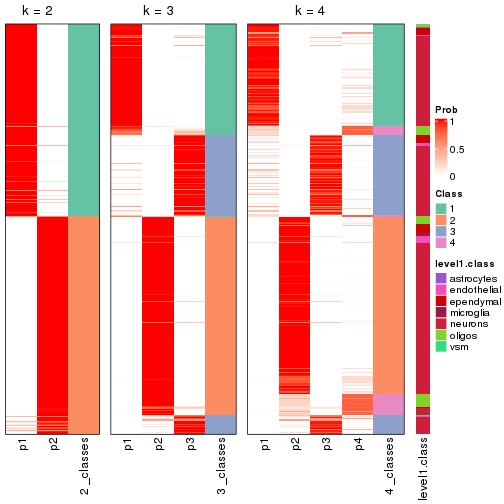 k = 2
k = 3
k = 4
p1
p2
2_classes
p1
p2
p3
3_classes
p1
p2
p3
p4
4_classes
level1.class
Prob
1
0.5
0
Class
1
2
3
4
level1.class
astrocytes
endothelial
ependymal
microglia
neurons
oligos
vsm